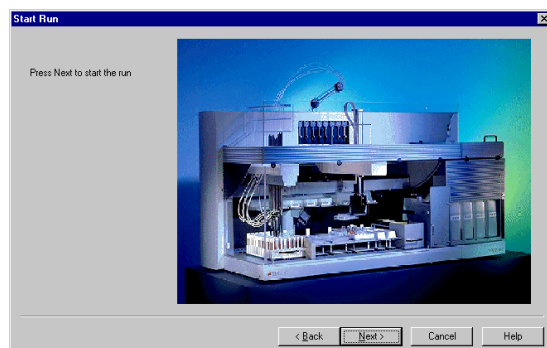 Start Run
Press Next to start the run
< Back
Next >
Cancel
Help